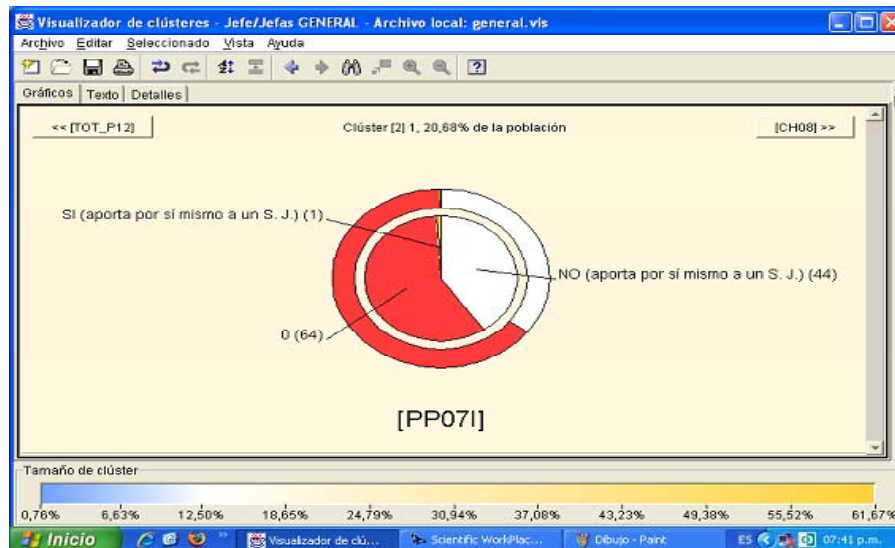 Visualizador de clústeres - Jefe/Jefas GENERAL - Archivo local: general.vis
Archivo Editar Seleccionado Vista Ayuda
Gráficos Texto Detalles
<< [TOT_P12] Clúster [2] 1, 20,68% de la población [CH08] >>
SI (aporta por sí mismo a un S. J.) (1)
NO (aporta por sí mismo a un S. J.) (44)
0 (64)
[PP07I]
Tamaño de clúster
0,76% 6,63% 12,50% 18,65% 24,79% 30,94% 37,08% 43,23% 49,38% 55,52% 61,67%
Inicio Visualizador de clú... Scientific WorkPlac... Dibujo - Paint ES 07:41 p.m.